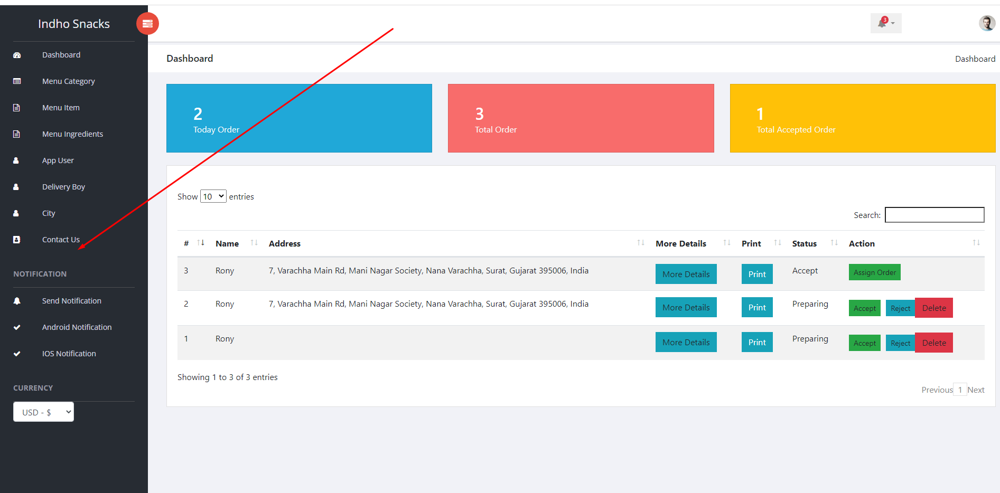 Indho Snacks
3
Dashboard
Menu Category
Menu Item
Menu Ingredients
App User
Delivery Boy
City
Contact Us
NOTIFICATION
Send Notification
Android Notification
IOS Notification
CURRENCY
USD - $
Dashboard
Dashboard
2
Today Order
3
Total Order
1
Total Accepted Order
Show 10 entries
Search:
# Name Address More Details Print Status Action
3 Rony 7, Varachha Main Rd, Mani Nagar Society, Nana Varachha, Surat, Gujarat 395006, India More Details Print Accept Assign Order
2 Rony 7, Varachha Main Rd, Mani Nagar Society, Nana Varachha, Surat, Gujarat 395006, India More Details Print Preparing Accept Reject Delete
1 Rony More Details Print Preparing Accept Reject Delete
Showing 1 to 3 of 3 entries
Previous 1 Next